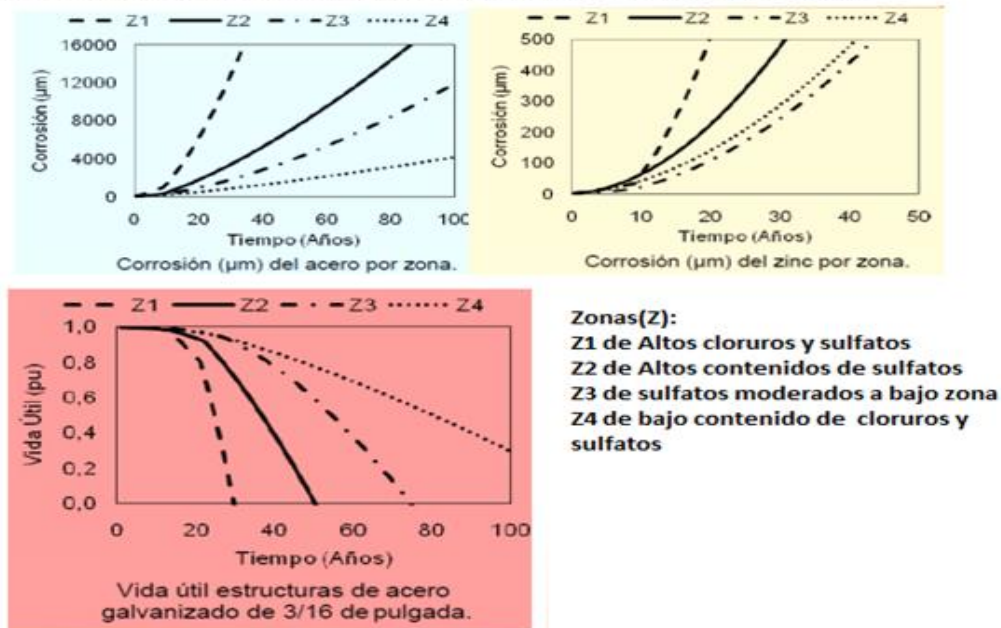 Z1 Z2 Z3 Z4
16000
12000
8000
4000
0
Corrosión (µm)
0 20 40 60 80 100
Tiempo (Años)
Corrosión (µm) del acero por zona.
Z1 Z2 Z3 Z4
500
400
300
200
100
0
Corrosión (µm)
0 10 20 30 40 50
Tiempo (Años)
Corrosión (µm) del zinc por zona.
Z1 Z2 Z3 Z4
1,0
0,8
0,6
0,4
0,2
0,0
Vida Útil (pu)
0 20 40 60 80 100
Tiempo (Años)
Vida útil estructuras de acero
galvanizado de 3/16 de pulgada.
Zonas(Z):
Z1 de Altos cloruros y sulfatos
Z2 de Altos contenidos de sulfatos
Z3 de sulfatos moderados a bajo zona
Z4 de bajo contenido de cloruros y
sulfatos